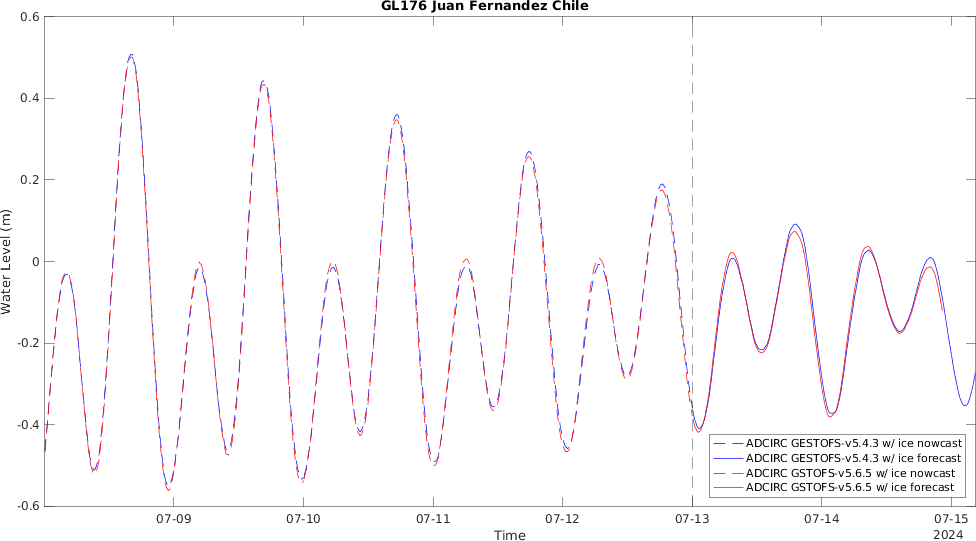 GL176 Juan Fernandez Chile
0.6
0.4
0.2
0
-0.2
-0.4
-0.6
Water Level (m)
ADCIRC GESTOFS-v5.4.3 w/ ice nowcast
ADCIRC GESTOFS-v5.4.3 w/ ice forecast
ADCIRC GSTOFS-v5.6.5 w/ ice nowcast
ADCIRC GSTOFS-v5.6.5 w/ ice forecast
07-09 07-10 07-11 07-12 07-13 07-14 07-15
Time 2024